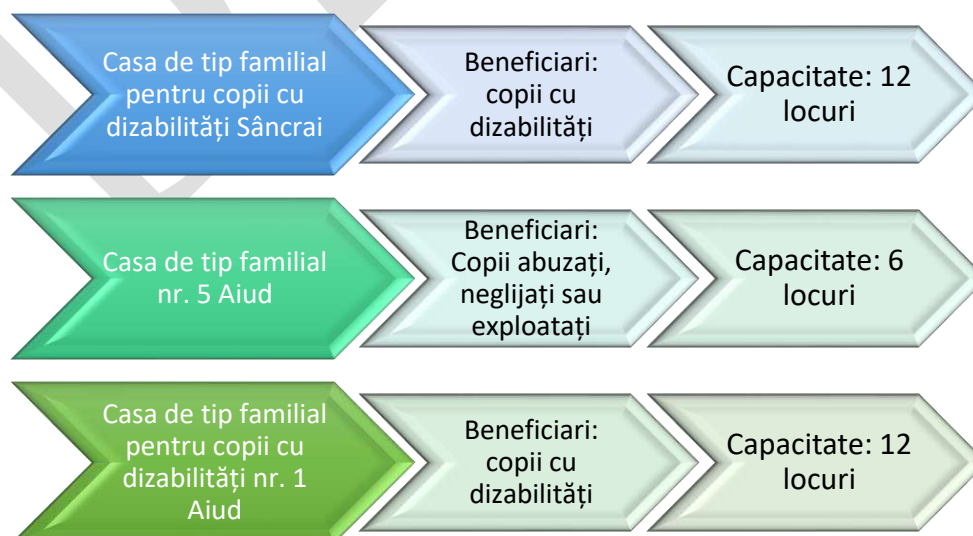 Casa de tip familial
pentru copii cu
dizabilități Sâncrai
Beneficiari:
copii cu
dizabilități
Capacitate: 12
locuri
Casa de tip familial
nr. 5 Aiud
Beneficiari:
Copii abuzați,
neglijați sau
exploatați
Capacitate: 6
locuri
Casa de tip familial
pentru copii cu
dizabilități nr. 1
Aiud
Beneficiari:
copii cu
dizabilități
Capacitate: 12
locuri